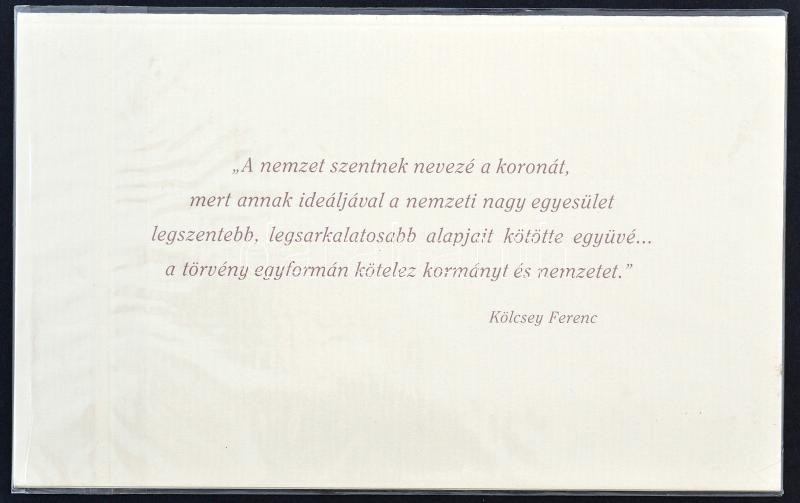 „A nemzet szentnek nevezé a koronát,
mert annak ideáljával a nemzeti nagy egyesület
legszentebb, legsarkalatosabb alapjait kötötte együvé...
a törvény egyformán kötelez kormányt és nemzetet.”
Kölcsey Ferenc